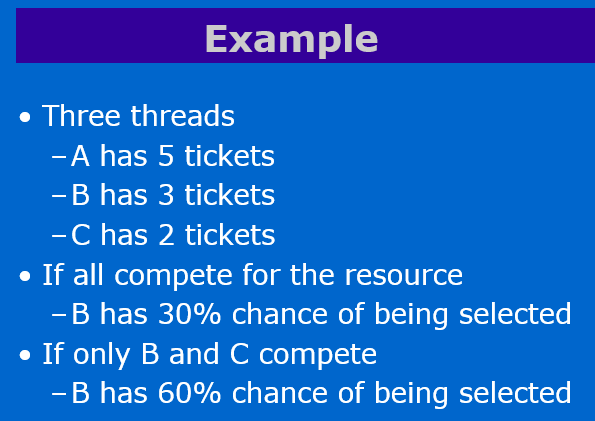 Example
• Three threads
–A has 5 tickets
–B has 3 tickets
–C has 2 tickets
• If all compete for the resource
–B has 30% chance of being selected
• If only B and C compete
–B has 60% chance of being selected